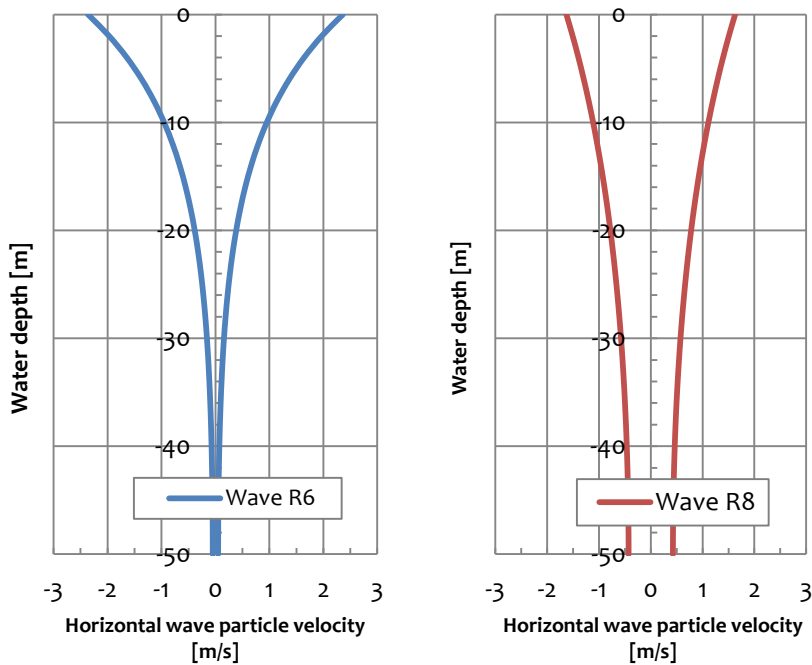 0
-10
-20
-30
-40
-50
Water depth [m]
Wave R6
-3 -2 -1 0 1 2 3
Horizontal wave particle velocity
[m/s]
0
-10
-20
-30
-40
-50
Water depth [m]
Wave R8
-3 -2 -1 0 1 2 3
Horizontal wave particle velocity
[m/s]